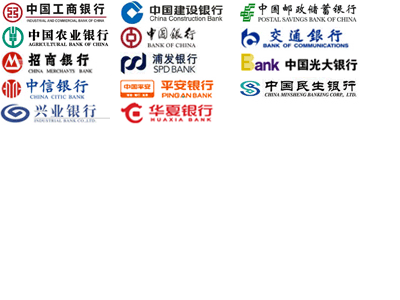 中国工商银行
INDUSTRIAL AND COMMERCIAL BANK OF CHINA
中国建设银行
China Construction Bank
中国邮政储蓄银行
POSTAL SAVINGS BANK OF CHINA
中国农业银行
AGRICULTURAL BANK OF CHINA
中国银行
BANK OF CHINA
交通銀行
BANK OF COMMUNICATIONS
招商银行
CHINA MERCHANTS BANK
浦发银行
SPD BANK
Bank 中国光大银行
中信银行
CHINA CITIC BANK
中国平安
平安银行
PING AN BANK
中国民生银行
CHINA MINSHENG BANKING CORP., LTD.
兴业银行
INDUSTRIAL BANK CO.,LTD.
华夏银行
HUAXIA BANK